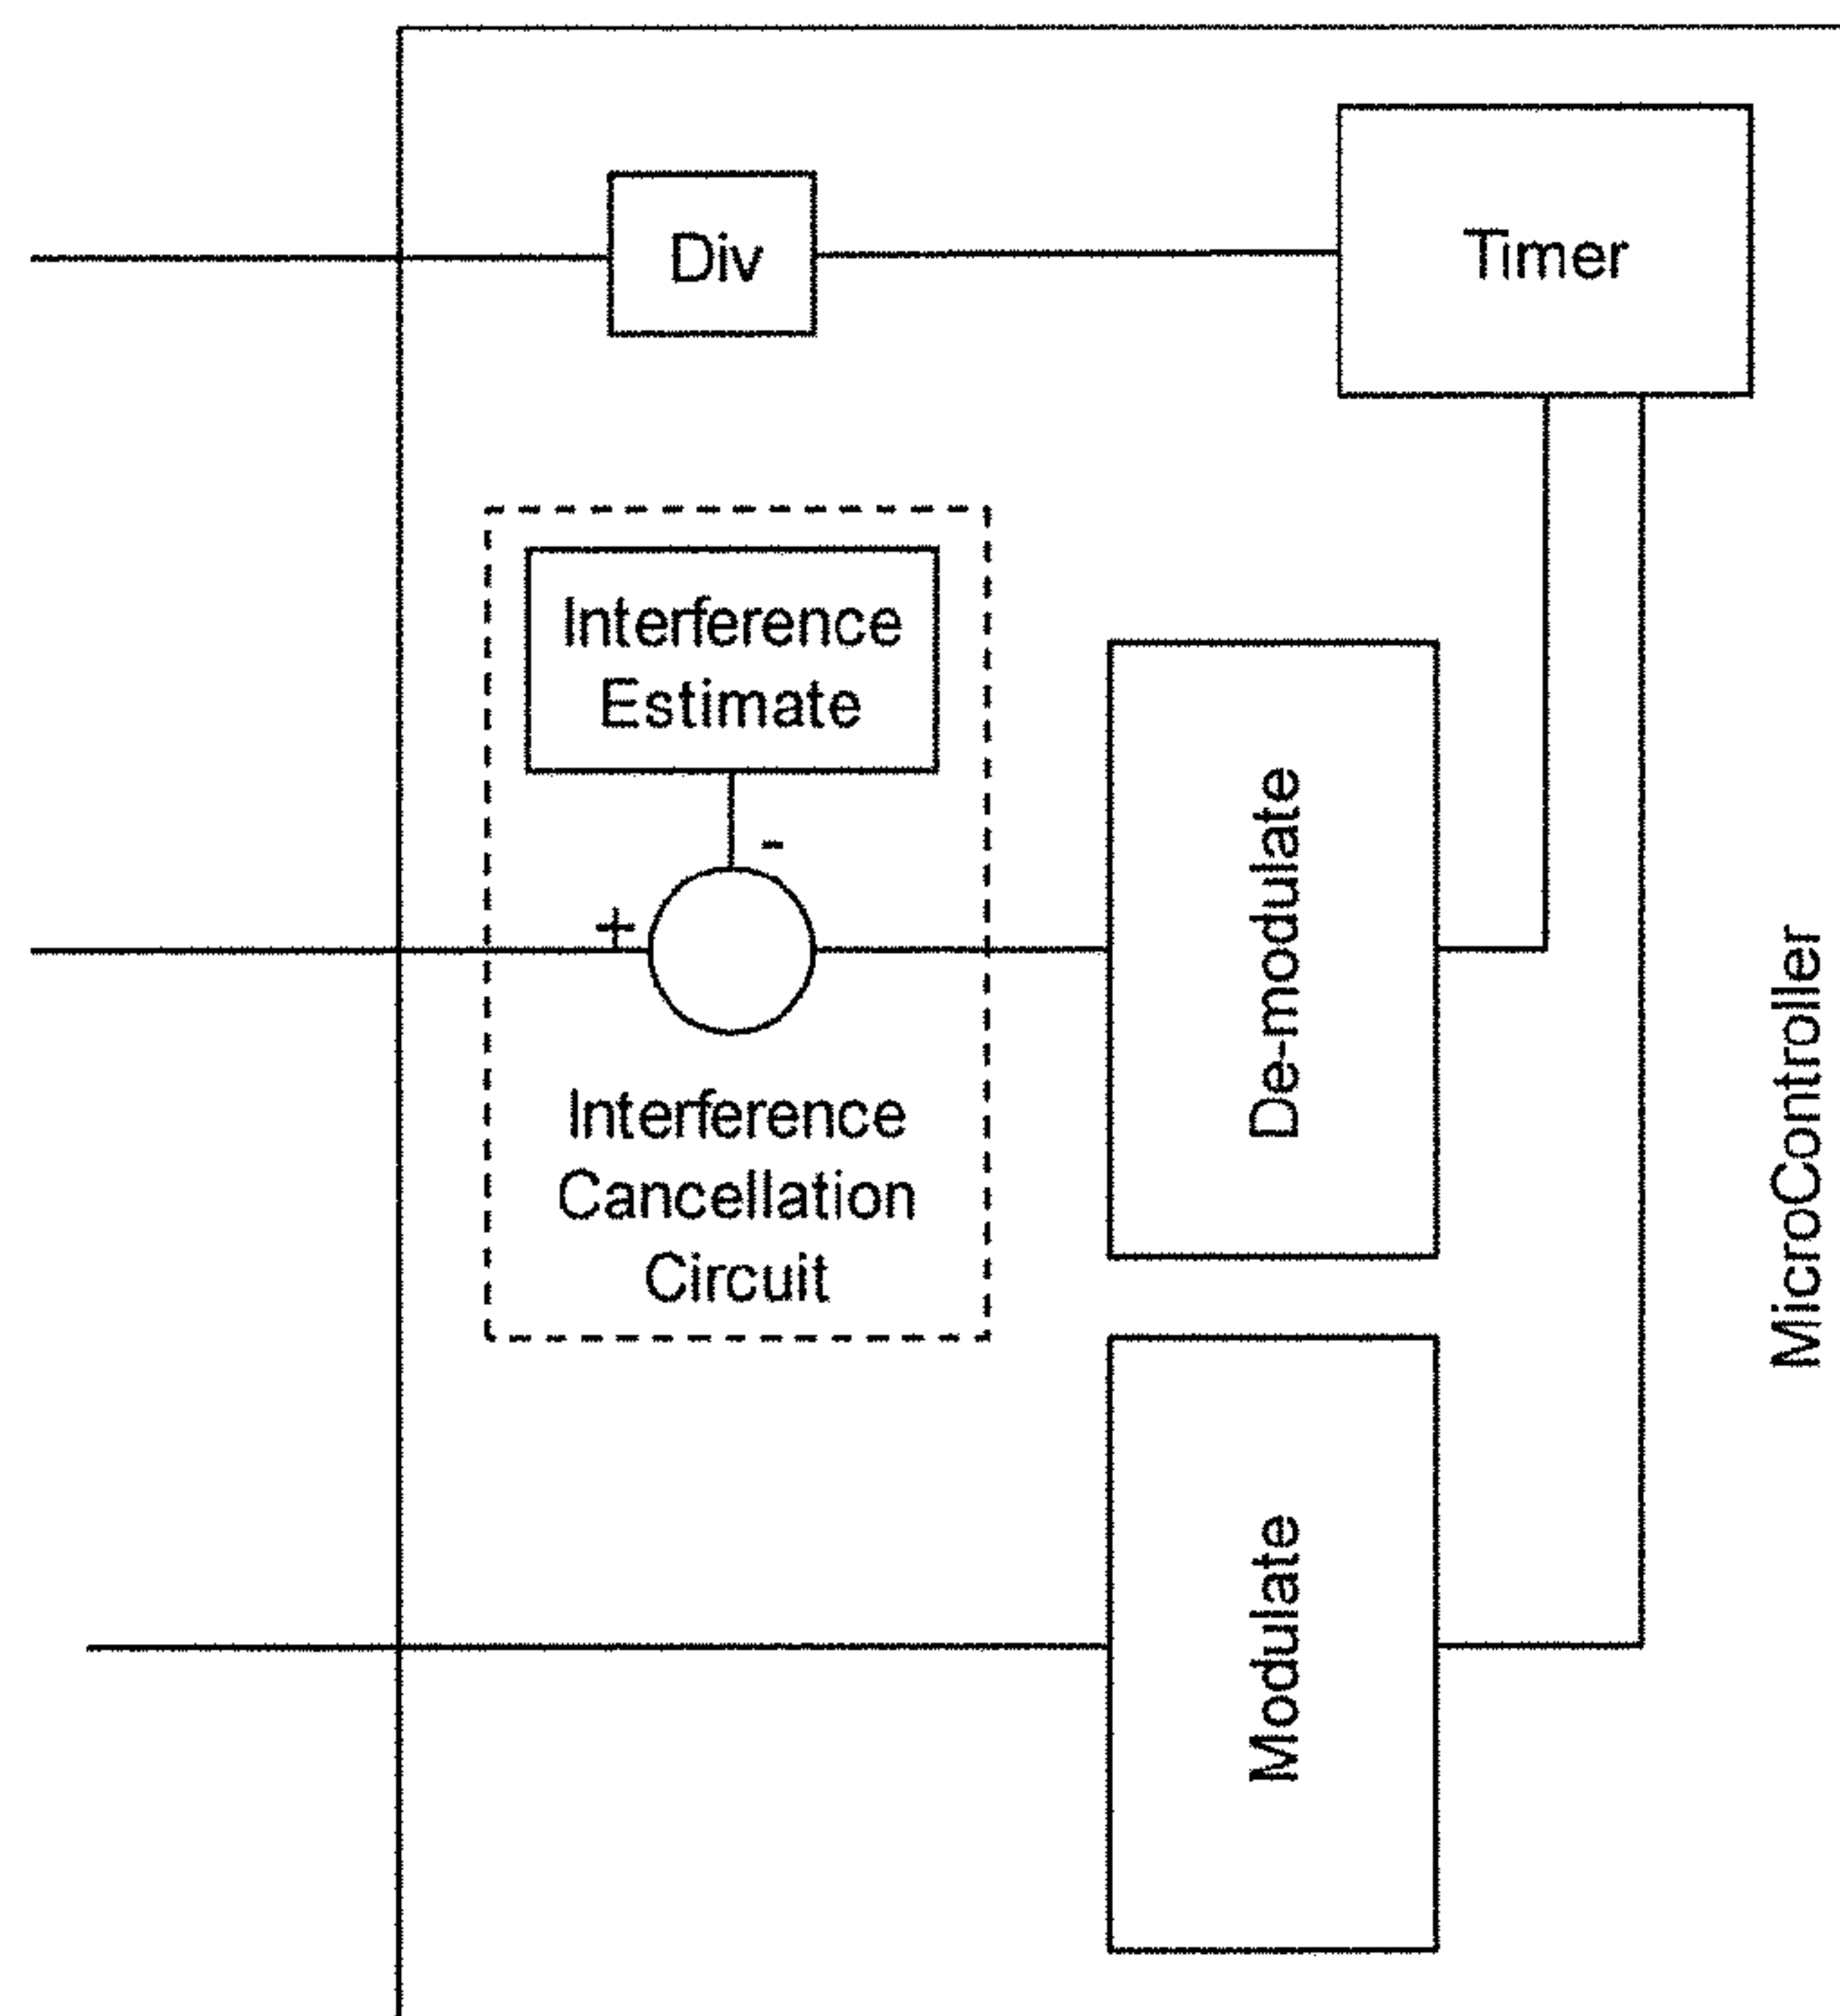 Div
Timer
Interference
Estimate
-
+
Interference
Cancellation
Circuit
De-modulate
Modulate
MicroController